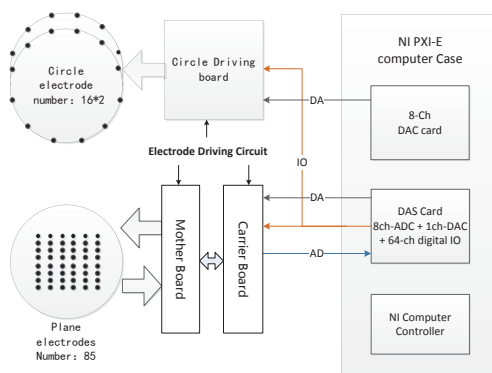 Circle
electrode
number: 16*2
Circle Driving
board
NI PXI-E
computer Case
DA
8-Ch
DAC card
Electrode Driving Circuit
IO
Mother Board
Carrier Board
DA
DAS Card
8ch-ADC + 1ch-DAC
+ 64-ch digital IO
AD
Plane
electrodes
Number: 85
NI Computer
Controller